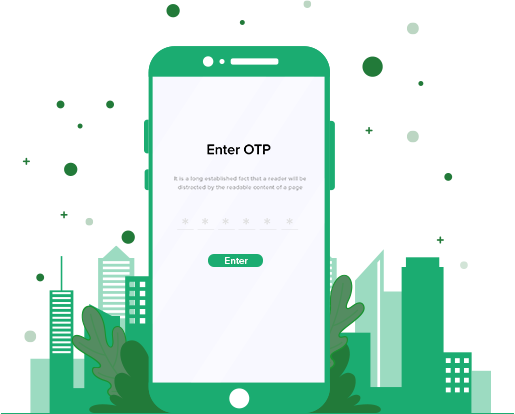 Enter OTP
It is a long established fact that a reader will be
distracted by the readable content of a page
* * * * * *
Enter